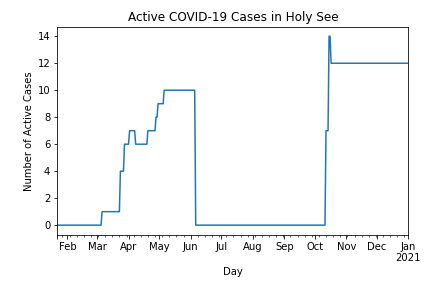 Active COVID-19 Cases in Holy See
14
12
10
8
6
4
2
0
Number of Active Cases
Feb Mar Apr May Jun Jul Aug Sep Oct Nov Dec Jan
2021
Day